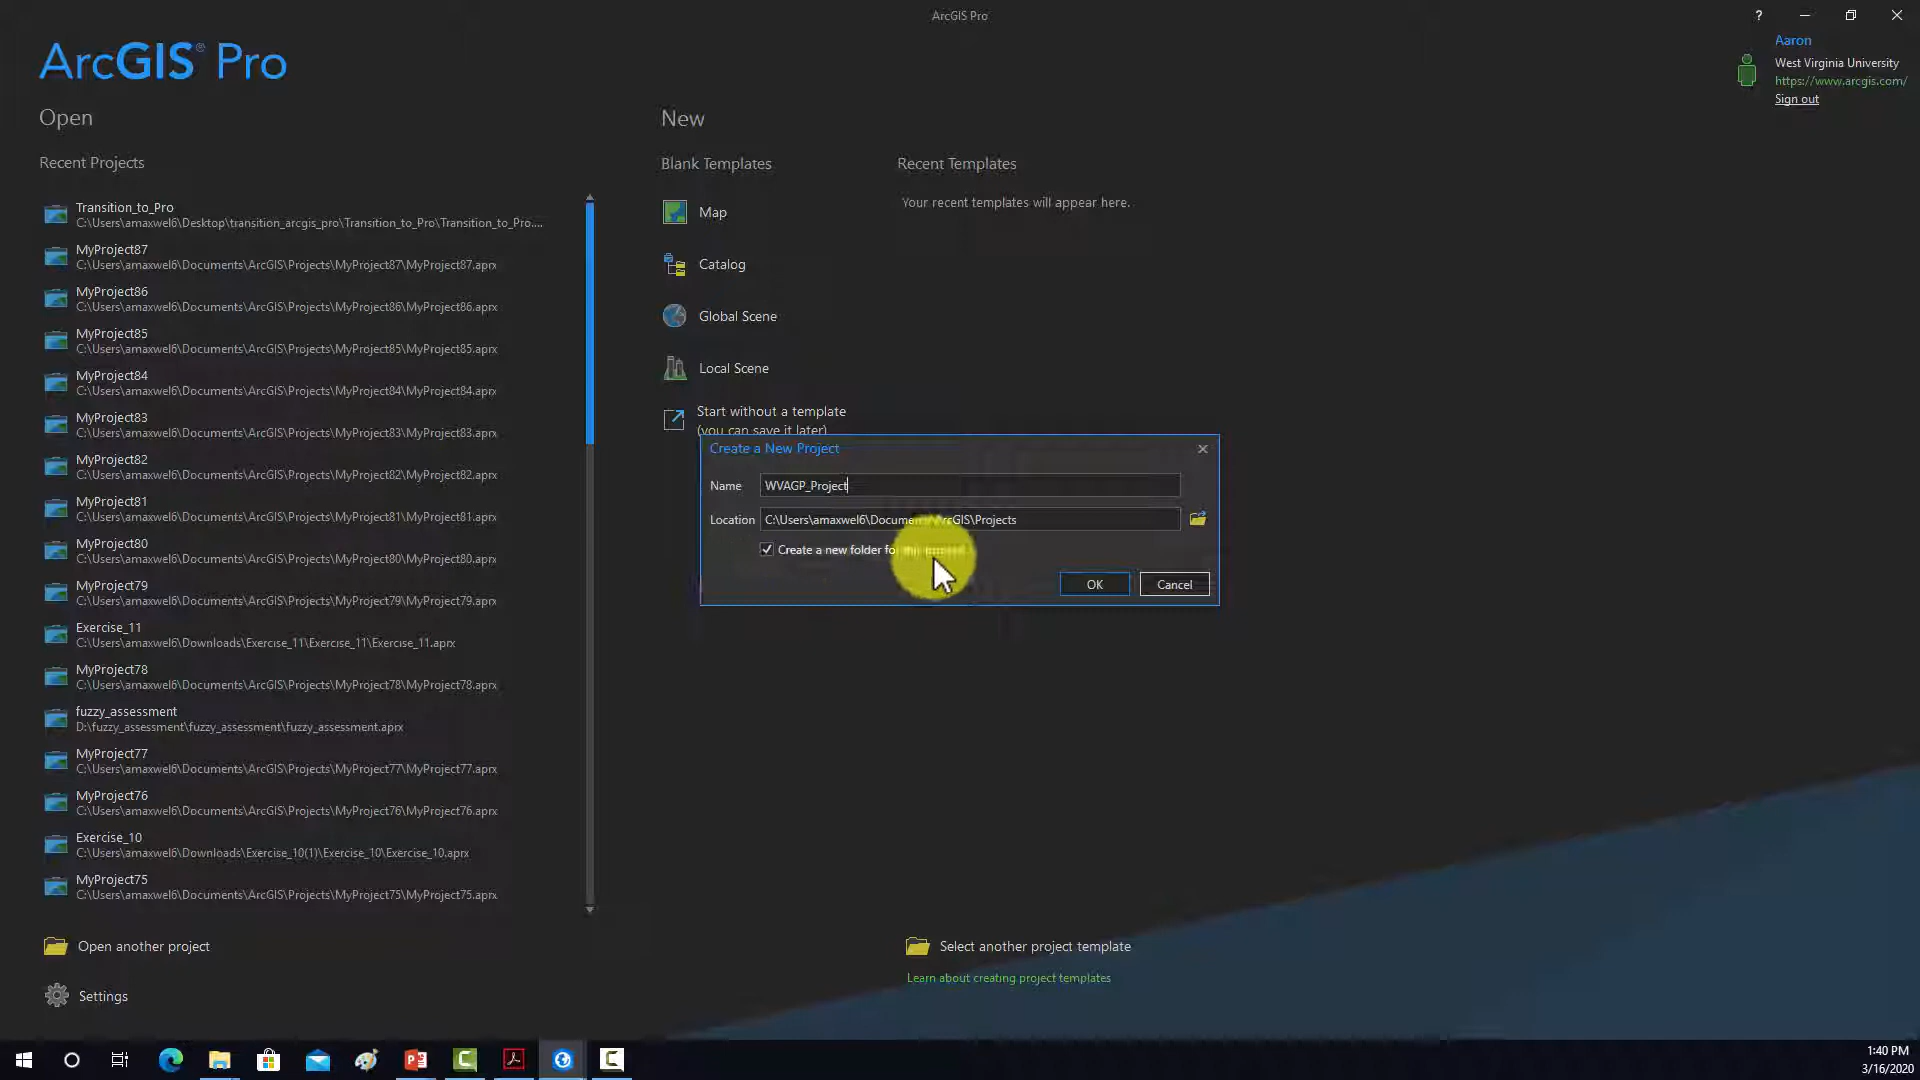 ArcGIS Pro
?
Aaron
West Virginia University
https://www.arcgis.com/
Sign out
ArcGIS® Pro
Open
Recent Projects
Transition_to_Pro
C:\Users\amaxwel6\Desktop\transition_arcgis_pro\Transition_to_Pro\Transition_to_Pro....
MyProject87
C:\Users\amaxwel6\Documents\ArcGIS\Projects\MyProject87\MyProject87.aprx
MyProject86
C:\Users\amaxwel6\Documents\ArcGIS\Projects\MyProject86\MyProject86.aprx
MyProject85
C:\Users\amaxwel6\Documents\ArcGIS\Projects\MyProject85\MyProject85.aprx
MyProject84
C:\Users\amaxwel6\Documents\ArcGIS\Projects\MyProject84\MyProject84.aprx
MyProject83
C:\Users\amaxwel6\Documents\ArcGIS\Projects\MyProject83\MyProject83.aprx
MyProject82
C:\Users\amaxwel6\Documents\ArcGIS\Projects\MyProject82\MyProject82.aprx
MyProject81
C:\Users\amaxwel6\Documents\ArcGIS\Projects\MyProject81\MyProject81.aprx
MyProject80
C:\Users\amaxwel6\Documents\ArcGIS\Projects\MyProject80\MyProject80.aprx
MyProject79
C:\Users\amaxwel6\Documents\ArcGIS\Projects\MyProject79\MyProject79.aprx
Exercise_11
C:\Users\amaxwel6\Downloads\Exercise_11\Exercise_11\Exercise_11.aprx
MyProject78
C:\Users\amaxwel6\Documents\ArcGIS\Projects\MyProject78\MyProject78.aprx
fuzzy_assessment
D:\fuzzy_assessment\fuzzy_assessment\fuzzy_assessment.aprx
MyProject77
C:\Users\amaxwel6\Documents\ArcGIS\Projects\MyProject77\MyProject77.aprx
MyProject76
C:\Users\amaxwel6\Documents\ArcGIS\Projects\MyProject76\MyProject76.aprx
Exercise_10
C:\Users\amaxwel6\Downloads\Exercise_10(1)\Exercise_10\Exercise_10.aprx
MyProject75
C:\Users\amaxwel6\Documents\ArcGIS\Projects\MyProject75\MyProject75.aprx
Open another project
Settings
New
Blank Templates
Map
Catalog
Global Scene
Local Scene
Start without a template
(you can save it later)
Recent Templates
Your recent templates will appear here.
Create a New Project
Name WVAGP_Project
Location C:\Users\amaxwel6\Documents\ArcGIS\Projects
Create a new folder for
OK Cancel
Select another project template
Learn about creating project templates
1:40 PM
3/16/2020